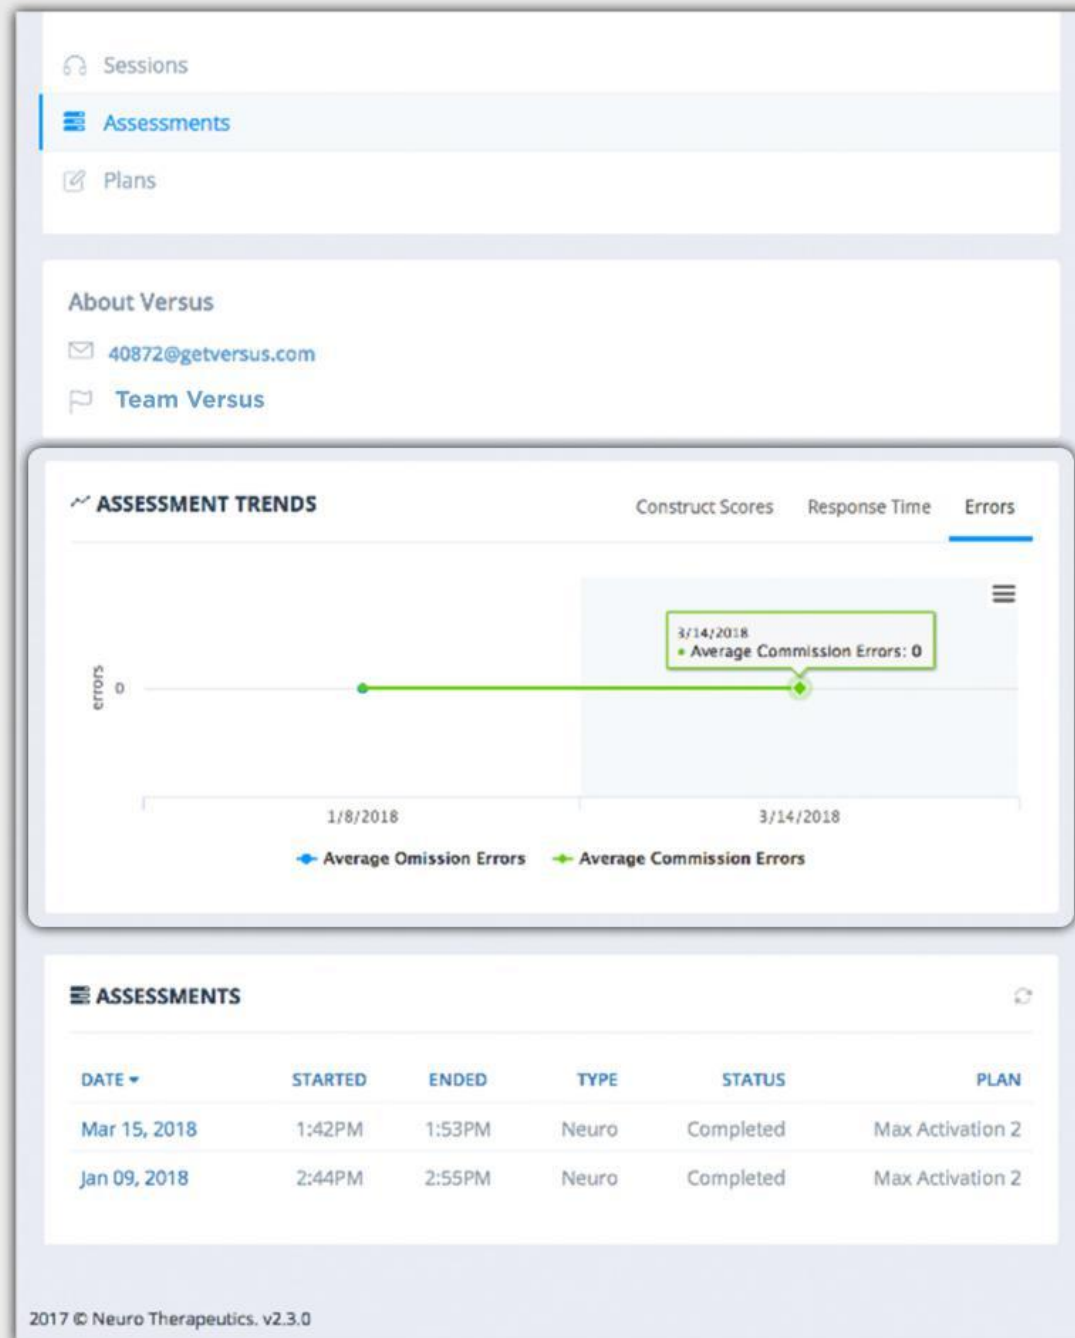 Sessions
Assessments
Plans
About Versus
40872@getversus.com
Team Versus
ASSESSMENT TRENDS
Construct Scores Response Time Errors
3/14/2018
• Average Commission Errors: 0
errors
0
1/8/2018 3/14/2018
Average Omission Errors Average Commission Errors
ASSESSMENTS
DATE STARTED ENDED TYPE STATUS PLAN
Mar 15, 2018 1:42PM 1:53PM Neuro Completed Max Activation 2
Jan 09, 2018 2:44PM 2:55PM Neuro Completed Max Activation 2
2017 © Neuro Therapeutics. v2.3.0